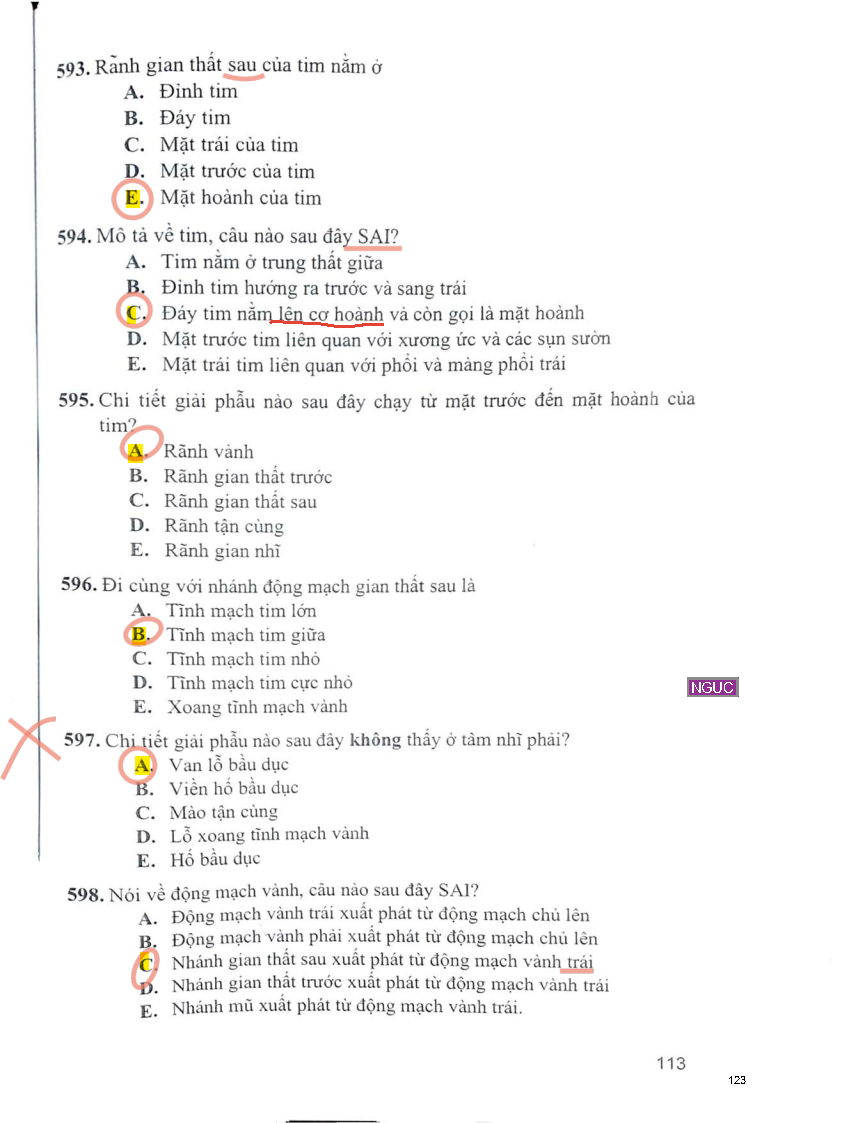 593. Rãnh gian thất sau của tim nằm ở
A. Đỉnh tim
B. Đáy tim
C. Mặt trái của tim
D. Mặt trước của tim
E. Mặt hoành của tim
594. Mô tả về tim, câu nào sau đây SAI?
A. Tim nằm ở trung thất giữa
B. Đỉnh tim hướng ra trước và sang trái
C. Đáy tim nằm lên cơ hoành và còn gọi là mặt hoành
D. Mặt trước tim liên quan với xương ức và các sụn sườn
E. Mặt trái tim liên quan với phổi và màng phổi trái
595. Chi tiết giải phẫu nào sau đây chạy từ mặt trước đến mặt hoành của
tim?
A. Rãnh vành
B. Rãnh gian thất trước
C. Rãnh gian thất sau
D. Rãnh tận cùng
E. Rãnh gian nhĩ
596. Đi cùng với nhánh động mạch gian thất sau là
A. Tĩnh mạch tim lớn
B. Tĩnh mạch tim giữa
C. Tĩnh mạch tim nhỏ
D. Tĩnh mạch tim cực nhỏ
E. Xoang tĩnh mạch vành
NGUC
597. Chi tiết giải phẫu nào sau đây không thấy ở tâm nhĩ phải?
A. Van lỗ bầu dục
B. Viền hố bầu dục
C. Mào tận cùng
D. Lỗ xoang tĩnh mạch vành
E. Hố bầu dục
598. Nói về động mạch vành, câu nào sau đây SAI?
A. Động mạch vành trái xuất phát từ động mạch chủ lên
B. Động mạch vành phải xuất phát từ động mạch chủ lên
C. Nhánh gian thất sau xuất phát từ động mạch vành trái
D. Nhánh gian thất trước xuất phát từ động mạch vành trái
E. Nhánh mũ xuất phát từ động mạch vành trái.
113
123